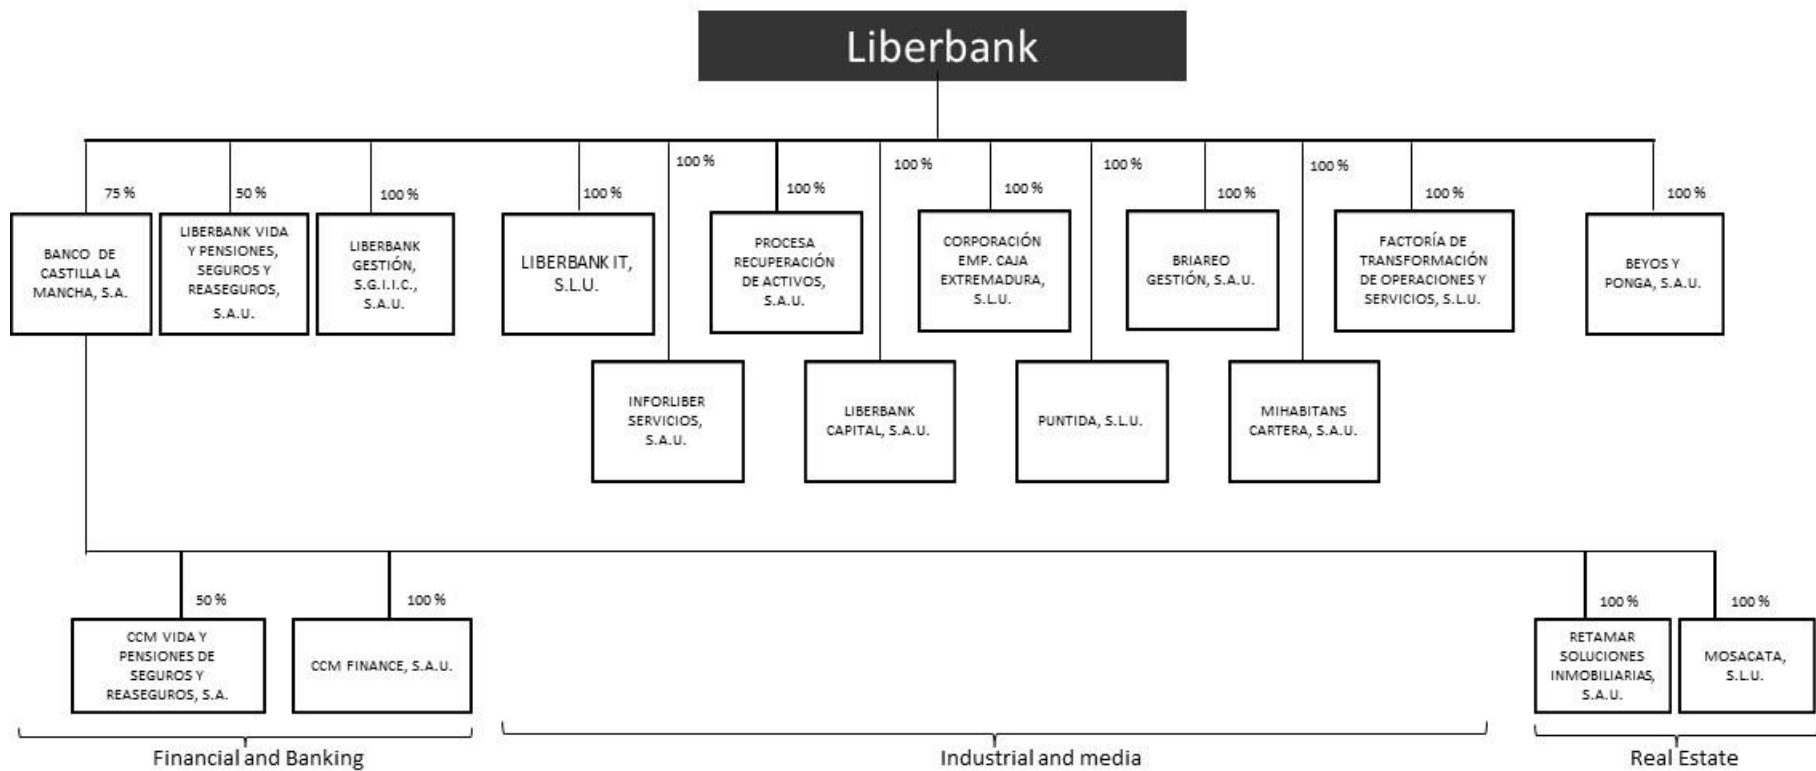 Liberbank
75 %
50 %
100 %
100 %
100 %
100 %
100 %
100 %
100 %
100 %
100 %
100 %
100 %
BANCO DE
CASTILLA LA
MANCHA, S.A.
LIBERBANK VIDA
Y PENSIONES,
SEGUROS Y
REASEGUROS,
S.A.U.
LIBERBANK
GESTIÓN,
S.G.I.I.C.,
S.A.U.
LIBERBANK IT,
S.L.U.
PROCESA
RECUPERACIÓN
DE ACTIVOS,
S.A.U.
CORPORACIÓN
EMP. CAJA
EXTREMADURA,
S.L.U.
BRIAREO
GESTIÓN, S.A.U.
FACTORÍA DE
TRANSFORMACIÓN
DE OPERACIONES Y
SERVICIOS, S.L.U.
BEYOS Y
PONGA, S.A.U.
INFORLIBER
SERVICIOS,
S.A.U.
LIBERBANK
CAPITAL, S.A.U.
PUNTIDA, S.L.U.
MIHABITANS
CARTERA, S.A.U.
50 %
100 %
100 %
100 %
CCM VIDA Y
PENSIONES DE
SEGUROS Y
REASEGUROS, S.A.
CCM FINANCE, S.A.U.
RETAMAR
SOLUCIONES
INMOBILIARIAS,
S.A.U.
MOSACATA,
S.L.U.
Financial and Banking
Industrial and media
Real Estate